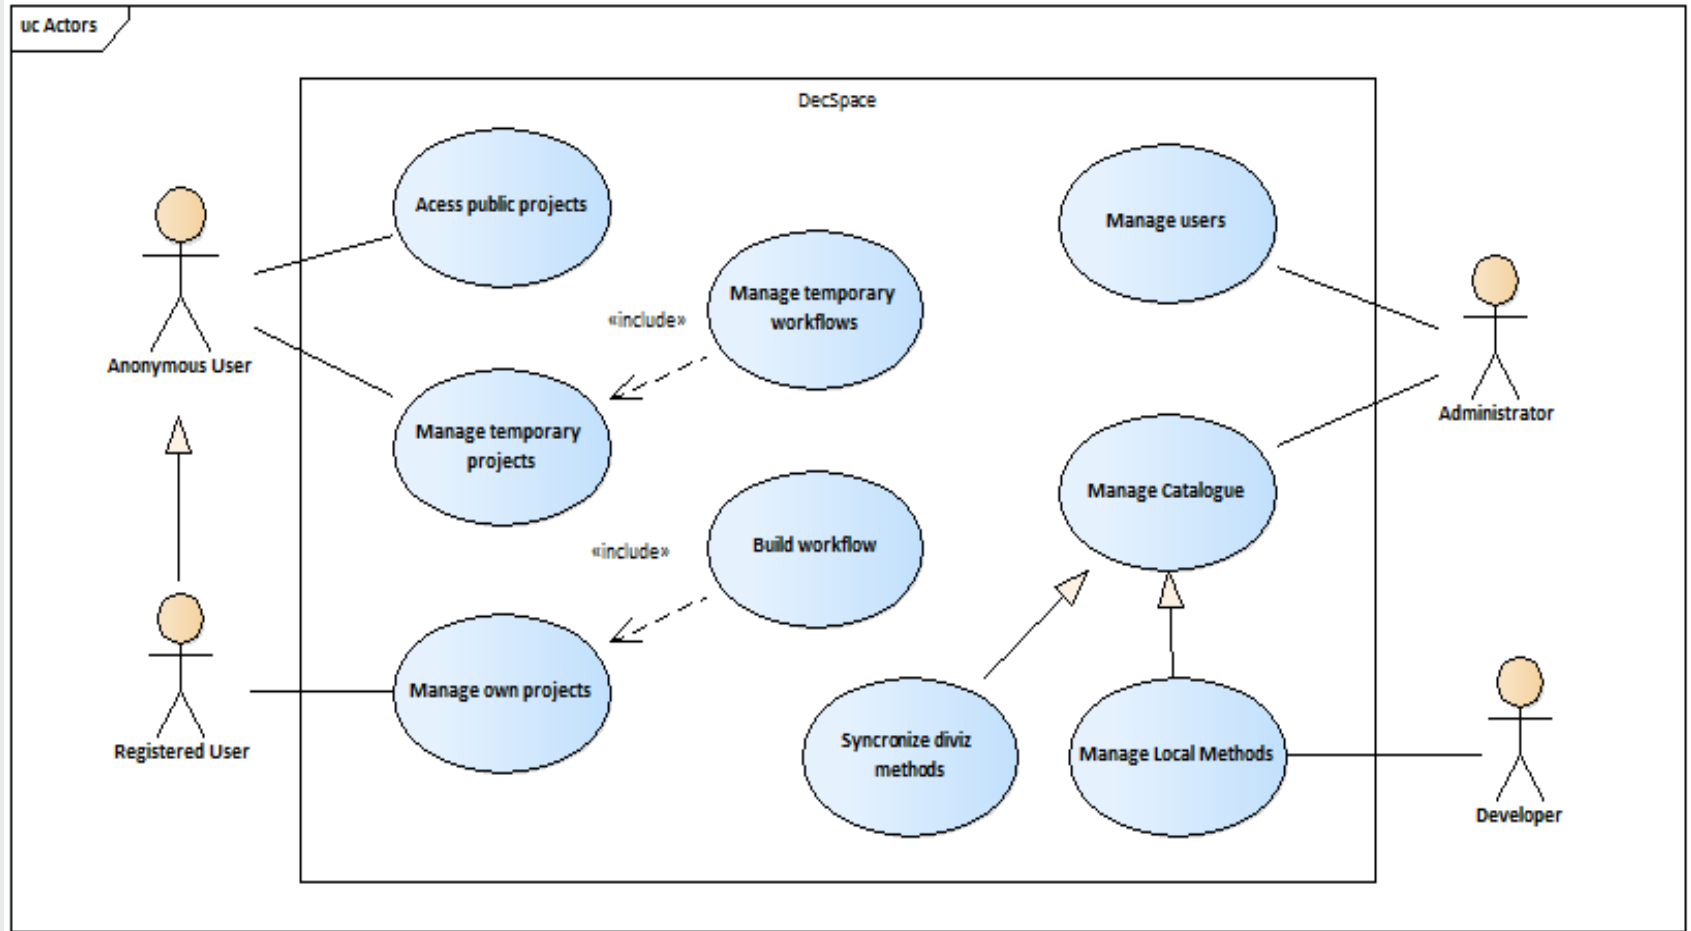 uc Actors
DecSpace
Acess public projects
Manage users
Manage temporary
workflows
«include»
Anonymous User
Administrator
Manage temporary
projects
Manage Catalogue
Build workflow
«include»
Manage own projects
Registered User
Syncronize diviz
methods
Manage Local Methods
Developer